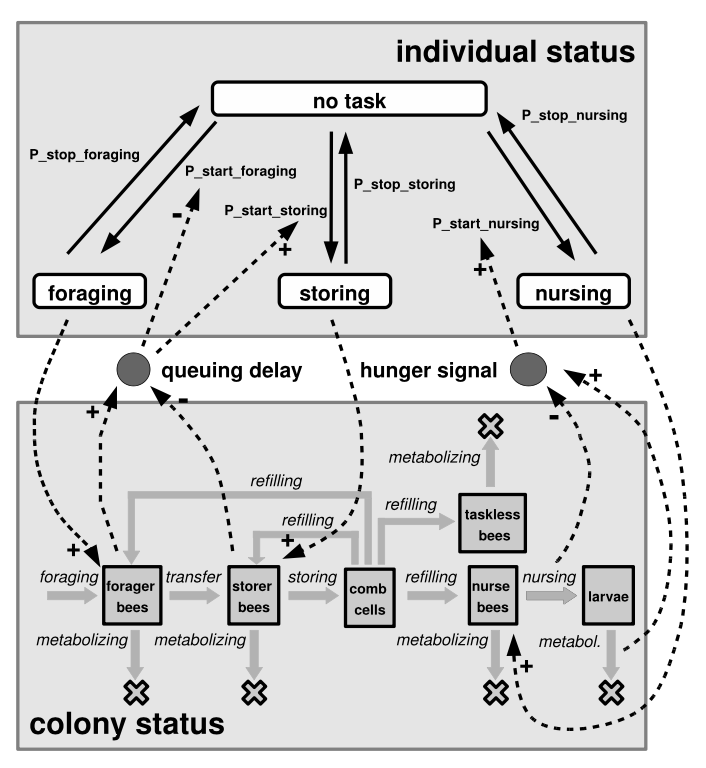 individual status
no task
P_stop_nursing
P_stop_foraging
P_start_foraging
P_stop_storing
-
P_start_storing
P_start_nursing
+
+
foraging
storing
nursing
queuing delay
hunger signal
+
+
-
-
metabolizing
refilling
refilling
taskless
bees
refilling
+
+
foraging
forager
bees
transfer
storer
bees
storing
comb
cells
refilling
nurse
bees
nursing
larvae
metabolizing
metabolizing
metabolizing
metabol.
+
colony status